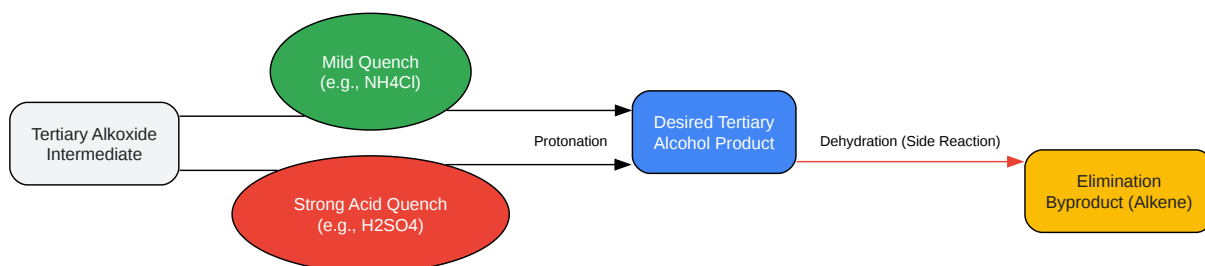 Mild Quench
(e.g., NH4Cl)
Tertiary Alkoxide
Intermediate
Desired Tertiary
Alcohol Product
Protonation
Dehydration (Side Reaction)
Strong Acid Quench
(e.g., H2SO4)
Elimination
Byproduct (Alkene)